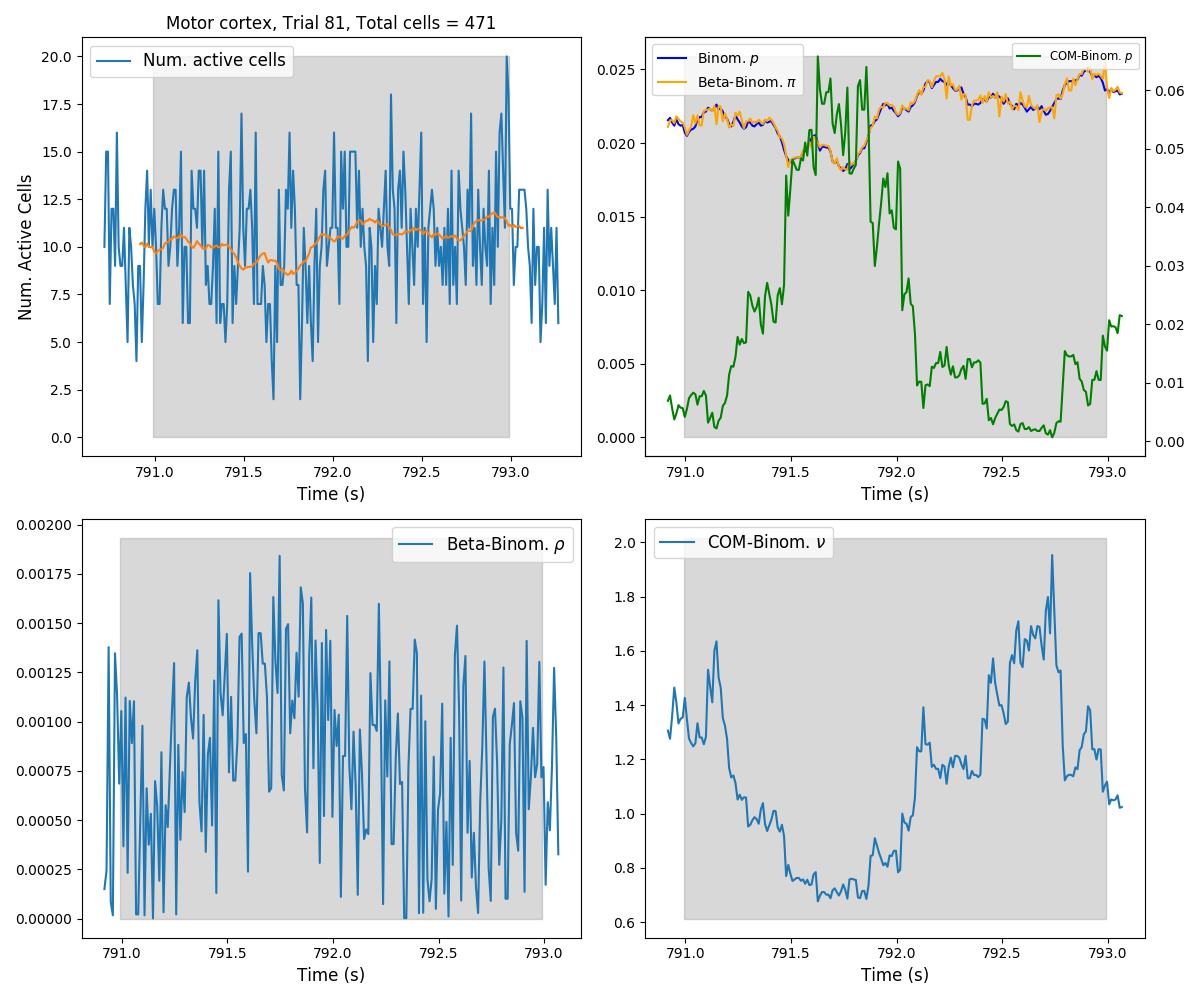 Motor cortex, Trial 81, Total cells = 471
Num. active cells
Num. Active Cells
20.0
17.5
15.0
12.5
10.0
7.5
5.0
2.5
0.0
791.0 791.5 792.0 792.5 793.0
Time (s)
Binom. p
Beta-Binom. π
COM-Binom. p
0.025
0.020
0.015
0.010
0.005
0.000
0.06
0.05
0.04
0.03
0.02
0.01
0.00
791.0 791.5 792.0 792.5 793.0
Time (s)
Beta-Binom. ρ
0.00200
0.00175
0.00150
0.00125
0.00100
0.00075
0.00050
0.00025
0.00000
791.0 791.5 792.0 792.5 793.0
Time (s)
COM-Binom. ν
2.0
1.8
1.6
1.4
1.2
1.0
0.8
0.6
791.0 791.5 792.0 792.5 793.0
Time (s)